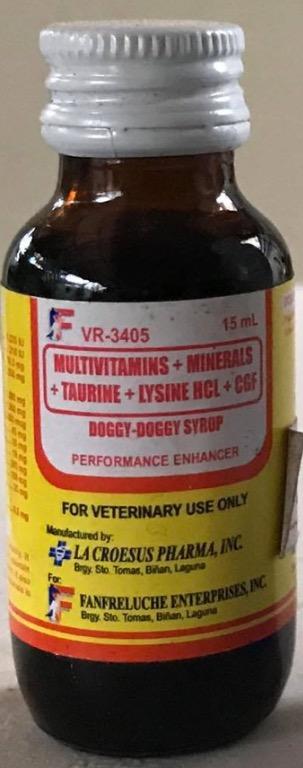 F VR-3405 15 mL
MULTIVITAMINS + MINERALS
+ TAURINE + LYSINE HCL + CGF
DOGGY-DOGGY SYRUP
PERFORMANCE ENHANCER
FOR VETERINARY USE ONLY
Manufactured by:
LA CROESUS PHARMA, INC.
Brgy. Sto. Tomas, Biñan, Laguna
For:
F FANFRELUCHE ENTERPRISES, INC.
Brgy. Sto. Tomas, Biñan, Laguna